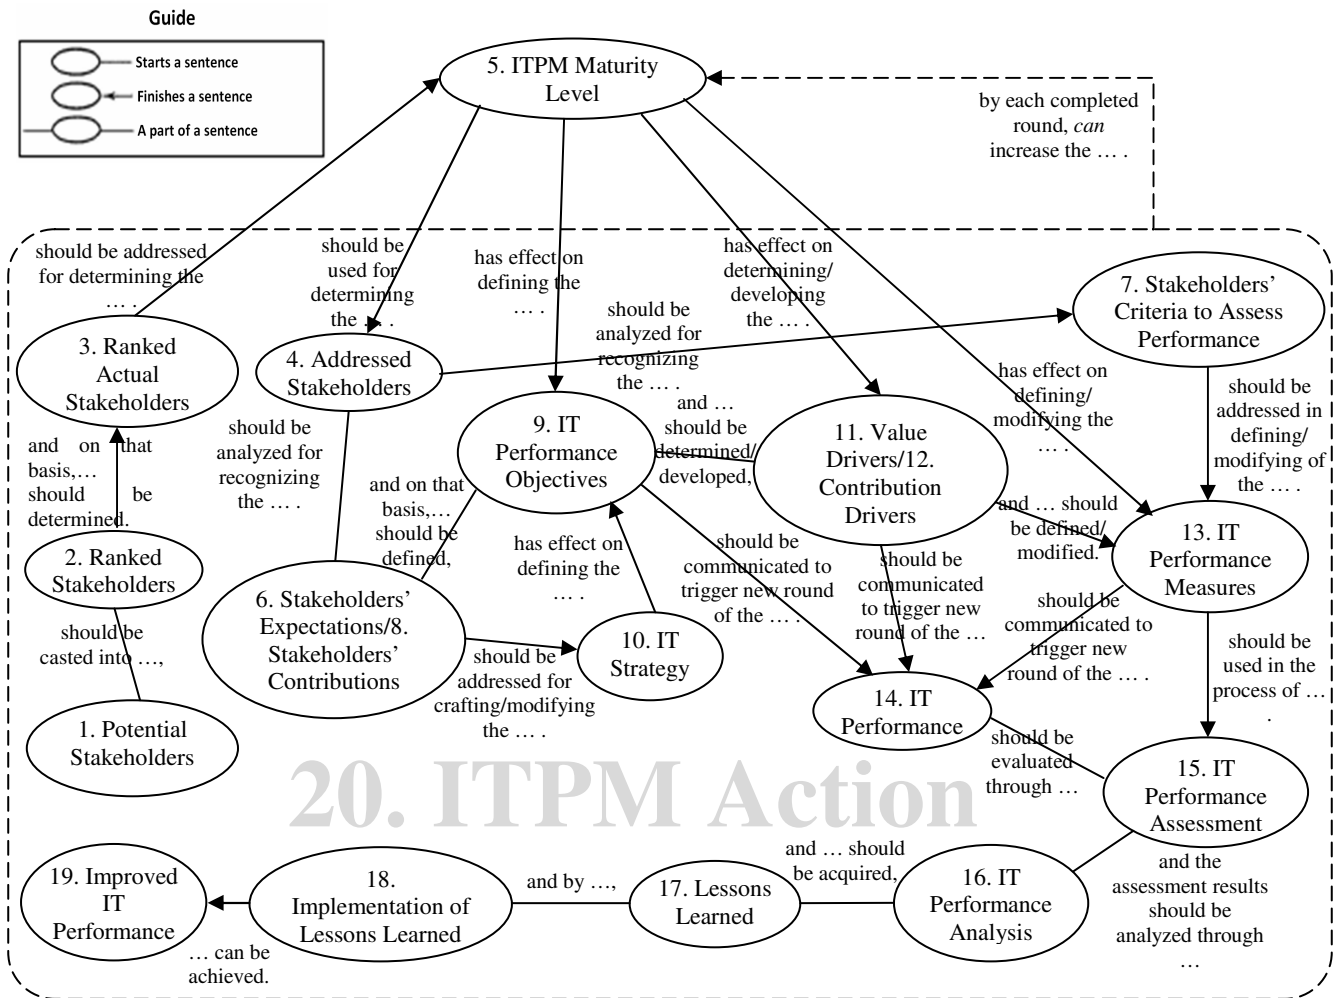 Guide
Starts a sentence
Finishes a sentence
A part of a sentence
5. ITPM Maturity
Level
by each completed
round, can
increase the … .
should be addressed
for determining the
… .
should be
used for
determining
the … .
has effect on
defining the
… .
has effect on
determining/
developing
the … .
7. Stakeholders’
Criteria to Assess
Performance
3. Ranked
Actual
Stakeholders
4. Addressed
Stakeholders
should be
analyzed for
recognizing
the … .
has effect on
defining/
modifying the
… .
should be
addressed in
defining/
modifying of
the … .
and on that
basis,…
should be
determined.
should be
analyzed for
recognizing
the … .
9. IT
Performance
Objectives
and …
should be
determined/
developed,
11. Value
Drivers/12.
Contribution
Drivers
and … should
be defined/
modified.
13. IT
Performance
Measures
2. Ranked
Stakeholders
and on that
basis,…
should be
defined,
has effect on
defining the
… .
should be
communicated to
trigger new round
of the … .
should be
communicated
to trigger new
round of the …
should be
communicated to
trigger new
round of the … .
should be
casted into …,
6. Stakeholders’
Expectations/8.
Stakeholders’
Contributions
10. IT
Strategy
should be
addressed for
crafting/modifying
the … .
should be
used in the
process of …
.
1. Potential
Stakeholders
14. IT
Performance
should be
evaluated
through …
15. IT
Performance
Assessment
20. ITPM Action
19. Improved
IT
Performance
… can be
achieved.
18.
Implementation of
Lessons Learned
and by …,
17. Lessons
Learned
and … should
be acquired,
16. IT
Performance
Analysis
and the
assessment results
should be
analyzed through
…